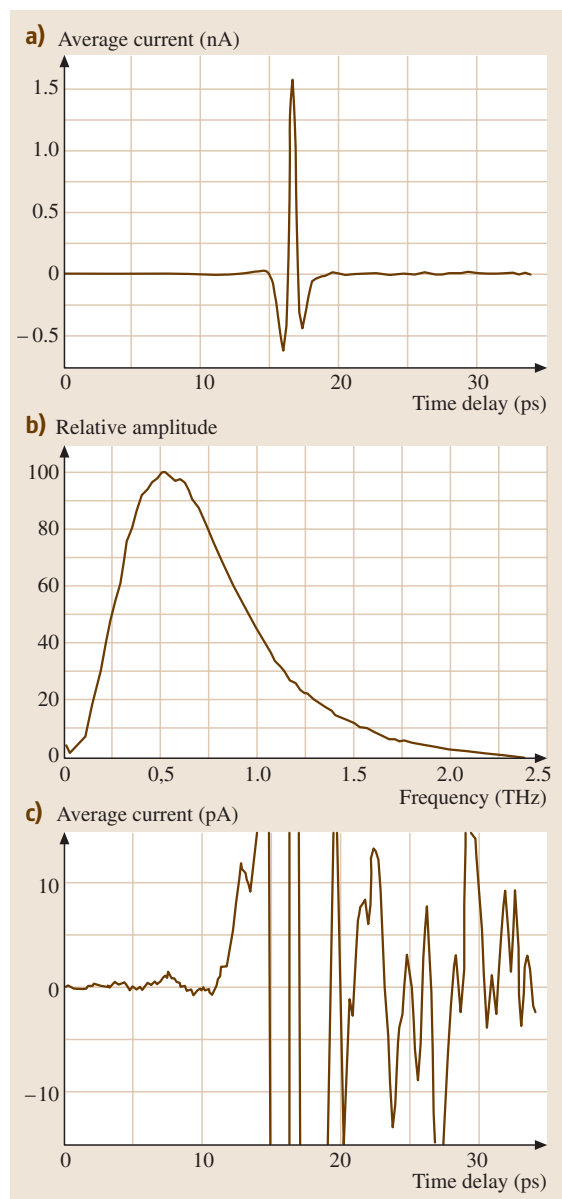 a) Average current (nA)
1.5
1.0
0.5
0
– 0.5
0 10 20 30
Time delay (ps)
b) Relative amplitude
100
80
60
40
20
0
0 0,5 1.0 1.5 2.0 2.5
Frequency (THz)
c) Average current (pA)
10
0
– 10
0 10 20 30
Time delay (ps)